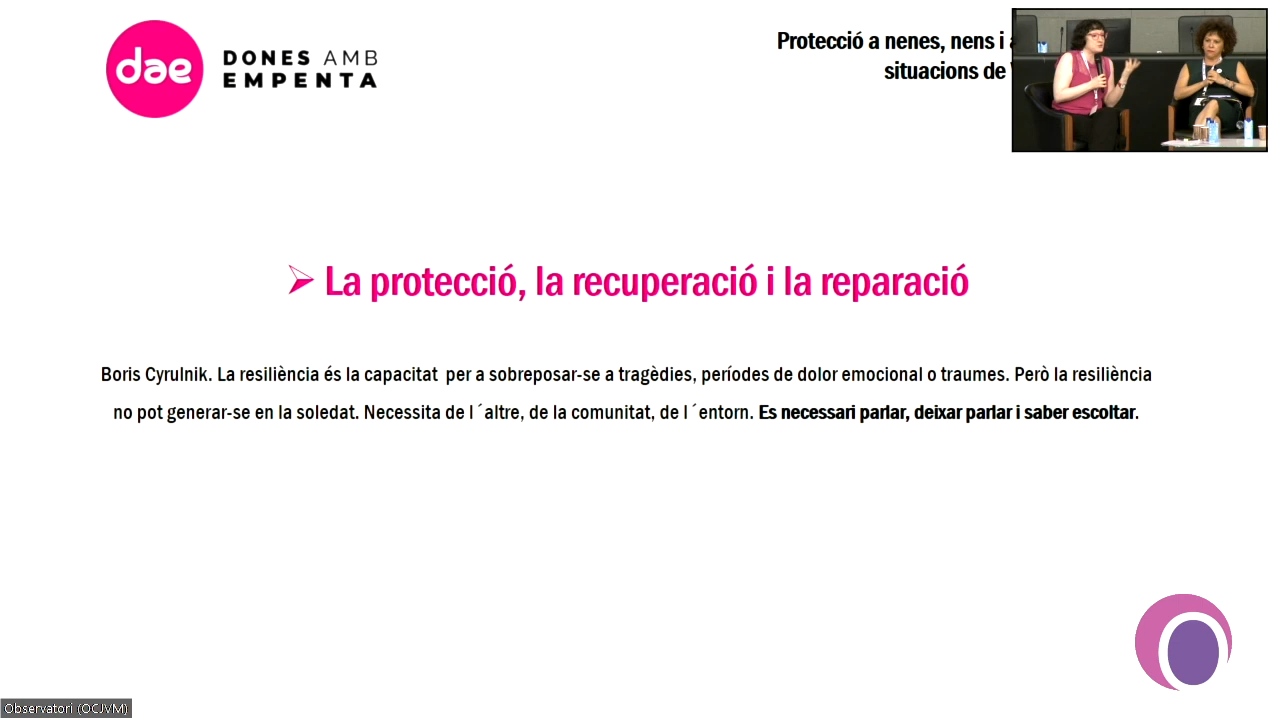 dae
DONES AMB
EMPENTA
Protecció a nenes, nens i
situacions de
➢ La protecció, la recuperació i la reparació
Boris Cyrulnik. La resiliència és la capacitat per a sobreposar-se a tragèdies, períodes de dolor emocional o traumes. Però la resiliència
no pot generar-se en la soledat. Necessita de l ´altre, de la comunitat, de l ´entorn. Es necessari parlar, deixar parlar i saber escoltar.
Observatori (OCJVM)